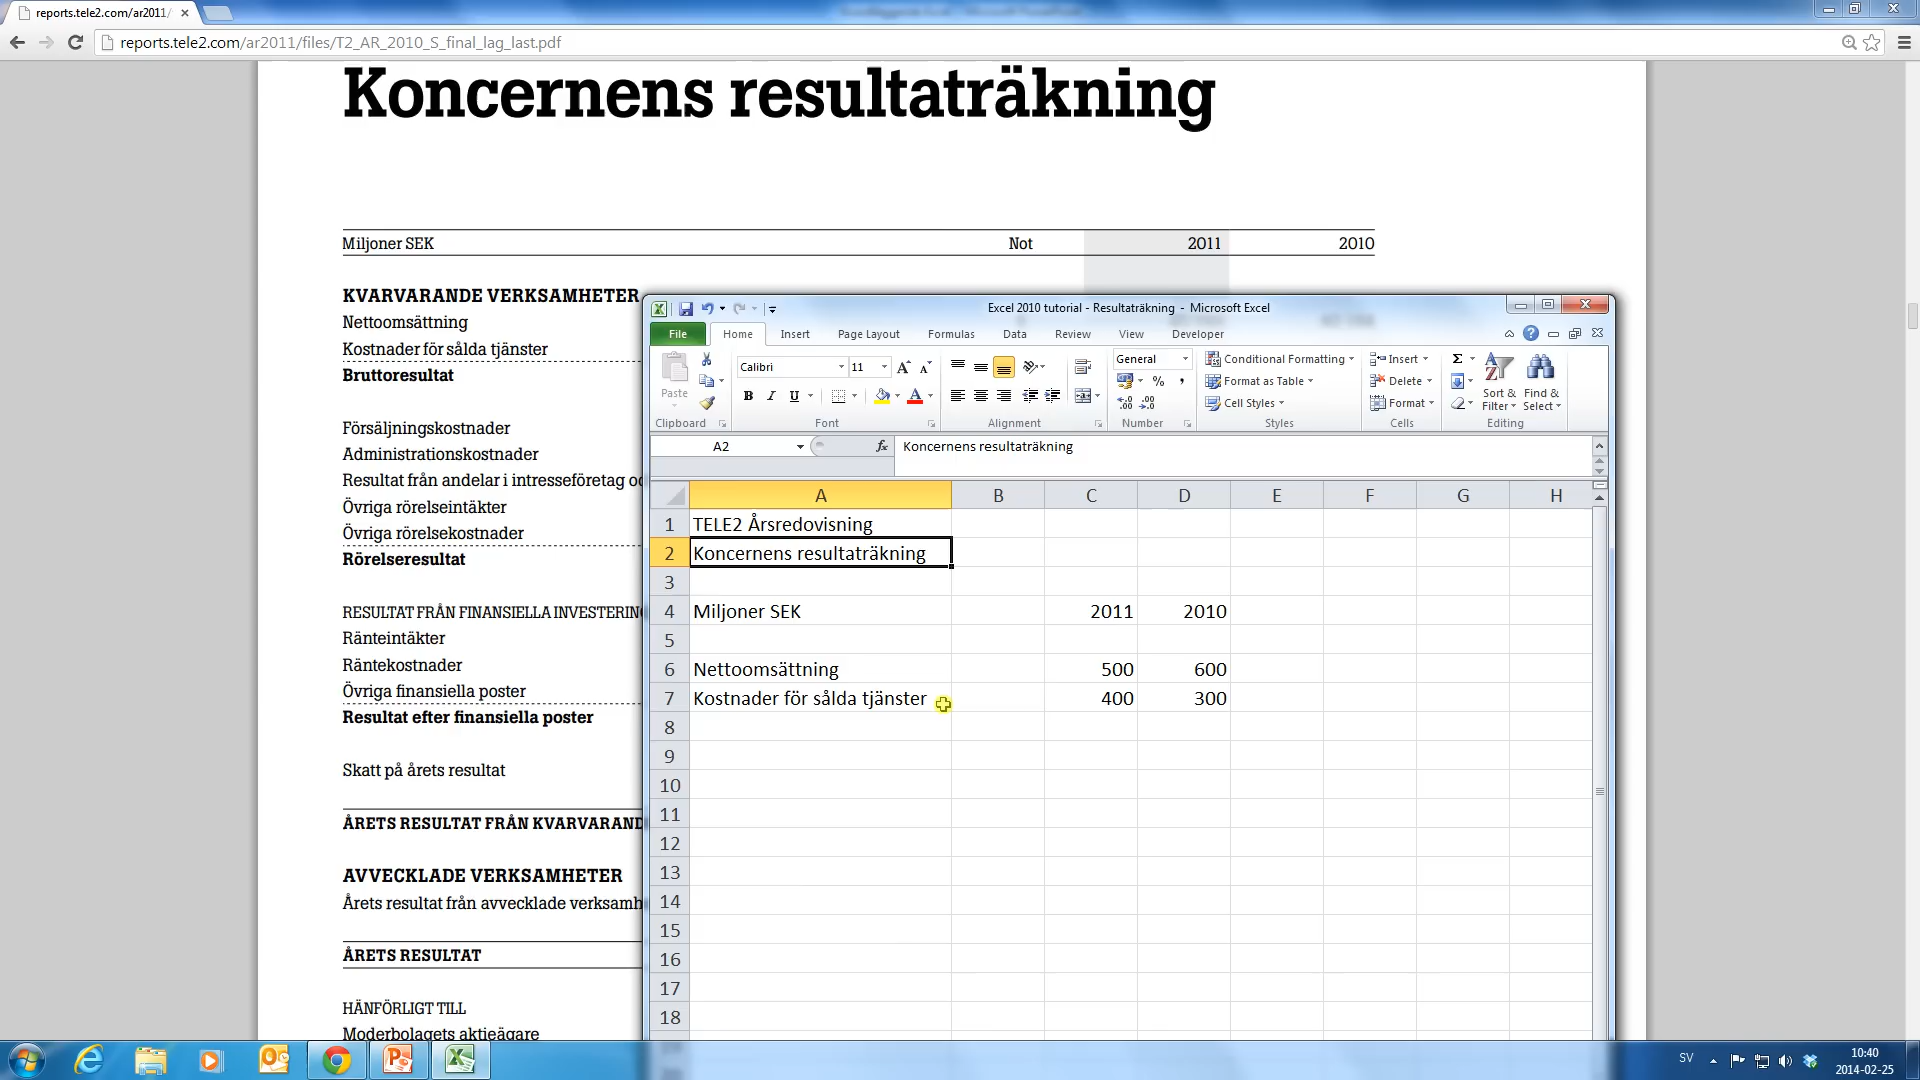 reports.tele2.com/ar2011/
reports.tele2.com/ar2011/files/T2_AR_2010_S_final_lag_last.pdf
Koncernens resultaträkning
Miljoner SEK Not 2011 2010
KVARVARANDE VERKSAMHETER
Nettoomsättning
Kostnader för sålda tjänster
Bruttoresultat
Försäljningskostnader
Administrationskostnader
Resultat från andelar i intresseföretag oc
Övriga rörelseintäkter
Övriga rörelsekostnader
Rörelseresultat
RESULTAT FRÅN FINANSIELLA INVESTERING
Ränteintäkter
Räntekostnader
Övriga finansiella poster
Resultat efter finansiella poster
Skatt på årets resultat
ÅRETS RESULTAT FRÅN KVARVARAND
AVVECKLADE VERKSAMHETER
Årets resultat från avvecklade verksamh
ÅRETS RESULTAT
HÄNFÖRLIGT TILL
Moderbolagets aktieägare
Excel 2010 tutorial - Resultaträkning - Microsoft Excel
File Home Insert Page Layout Formulas Data Review View Developer
Paste
Calibri 11
B I U
General
% ,
Conditional Formatting
Format as Table
Cell Styles
Insert
Delete
Format
Σ
Sort & Filter
Find & Select
Clipboard Font Alignment Number Styles Cells Editing
A2 fx Koncernens resultaträkning
A B C D E F G H
1 TELE2 Årsredovisning
2 Koncernens resultaträkning
3
4 Miljoner SEK 2011 2010
5
6 Nettoomsättning 500 600
7 Kostnader för sålda tjänster 400 300
8
9
10
11
12
13
14
15
16
17
18
SV 10:40
2014-02-25